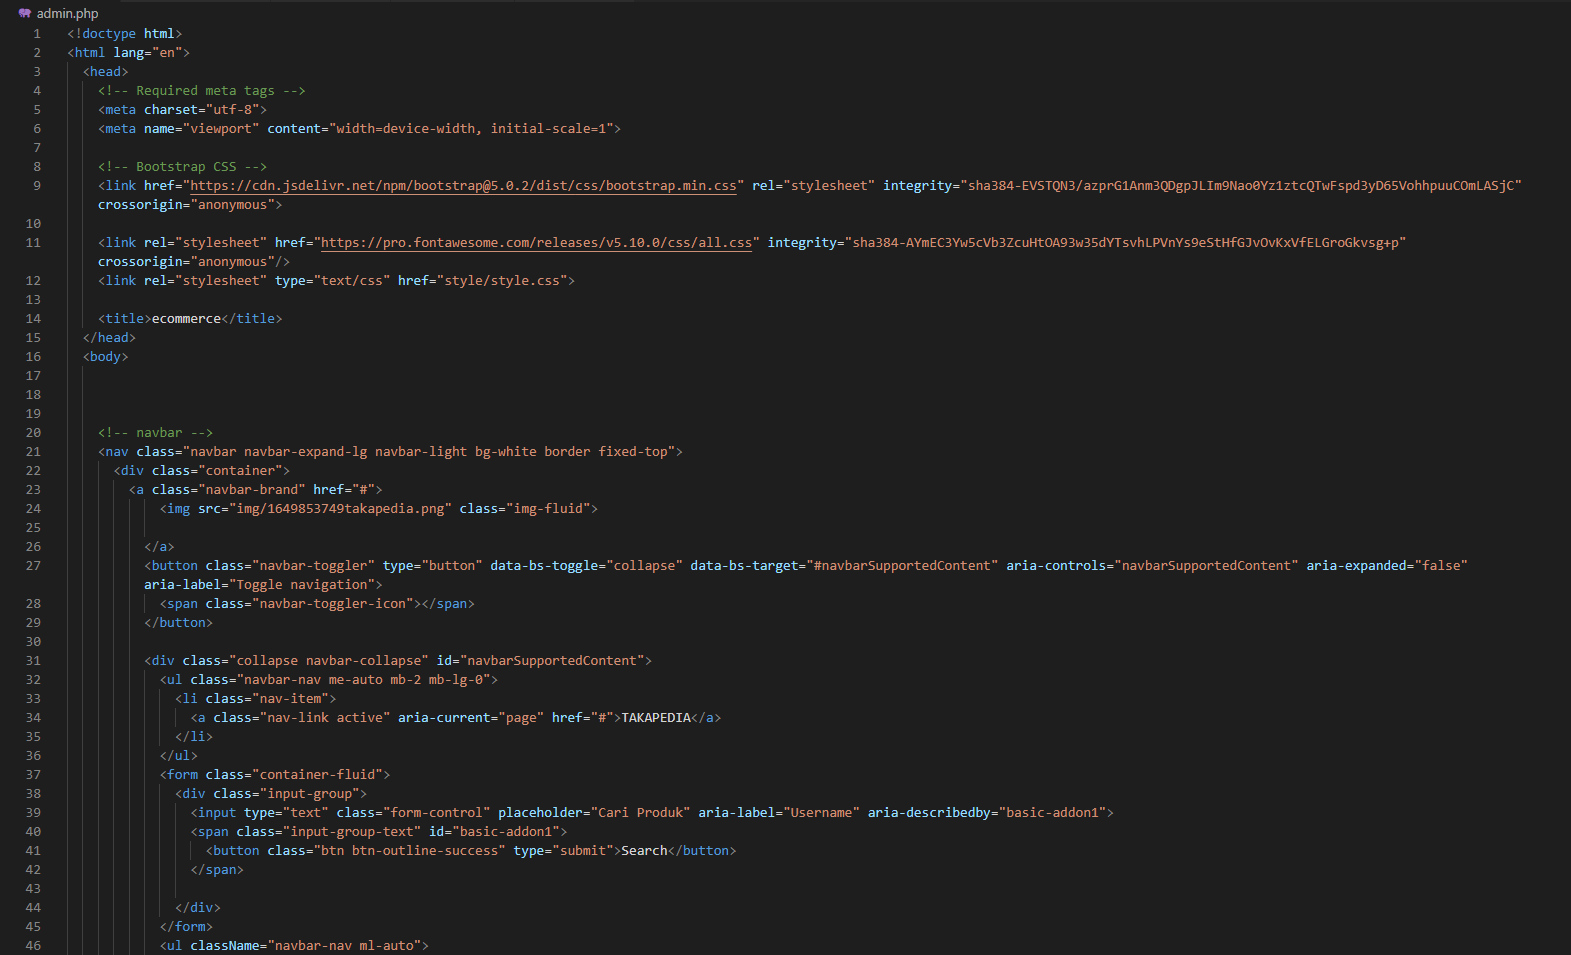 admin.php
1 <!doctype html>
2 <html lang="en">
3 <head>
4 <!-- Required meta tags -->
5 <meta charset="utf-8">
6 <meta name="viewport" content="width=device-width, initial-scale=1">
7
8 <!-- Bootstrap CSS -->
9 <link href="https://cdn.jsdelivr.net/npm/bootstrap@5.0.2/dist/css/bootstrap.min.css" rel="stylesheet" integrity="sha384-EVSTQN3/azprG1Anm3QDgpJLIm9Nao0Yz1ztcQTwFspd3yD65VohhpuuCOmLASjC"
crossorigin="anonymous">
10
11 <link rel="stylesheet" href="https://pro.fontawesome.com/releases/v5.10.0/css/all.css" integrity="sha384-AYmEC3Yw5cVb3ZcuHtOA93w35dYTsvhLPVnYs9eStHfGJvOvKxVfELGroGkvsg+p"
crossorigin="anonymous"/>
12 <link rel="stylesheet" type="text/css" href="style/style.css">
13
14 <title>ecommerce</title>
15 </head>
16 <body>
17
18
19
20 <!-- navbar -->
21 <nav class="navbar navbar-expand-lg navbar-light bg-white border fixed-top">
22 <div class="container">
23 <a class="navbar-brand" href="#">
24 <img src="img/1649853749takapedia.png" class="img-fluid">
25
26 </a>
27 <button class="navbar-toggler" type="button" data-bs-toggle="collapse" data-bs-target="#navbarSupportedContent" aria-controls="navbarSupportedContent" aria-expanded="false"
aria-label="Toggle navigation">
28 <span class="navbar-toggler-icon"></span>
29 </button>
30
31 <div class="collapse navbar-collapse" id="navbarSupportedContent">
32 <ul class="navbar-nav me-auto mb-2 mb-lg-0">
33 <li class="nav-item">
34 <a class="nav-link active" aria-current="page" href="#">TAKAPEDIA</a>
35 </li>
36 </ul>
37 <form class="container-fluid">
38 <div class="input-group">
39 <input type="text" class="form-control" placeholder="Cari Produk" aria-label="Username" aria-describedby="basic-addon1">
40 <span class="input-group-text" id="basic-addon1">
41 <button class="btn btn-outline-success" type="submit">Search</button>
42 </span>
43
44 </div>
45 </form>
46 <ul className="navbar-nav ml-auto">